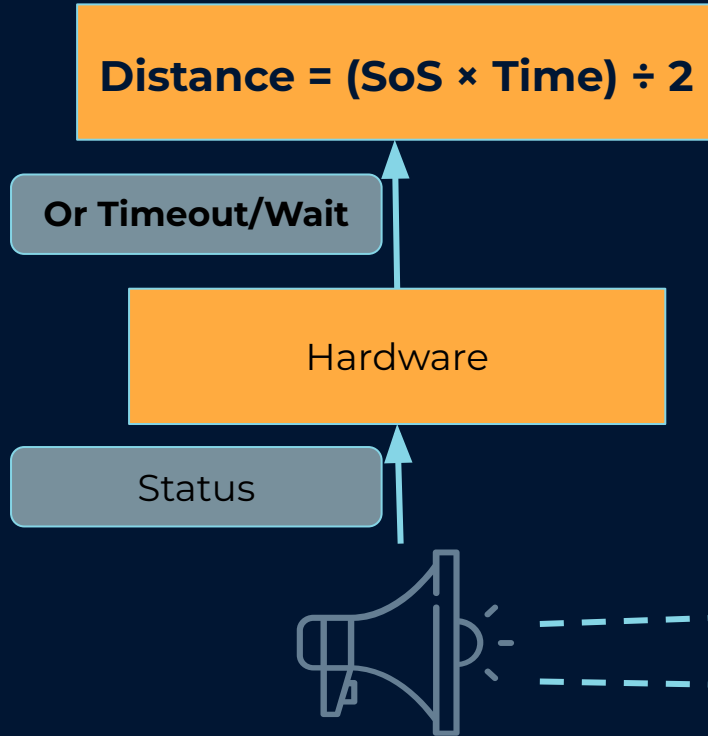 Distance = (SoS × Time) ÷ 2
Or Timeout/Wait
Hardware
Status